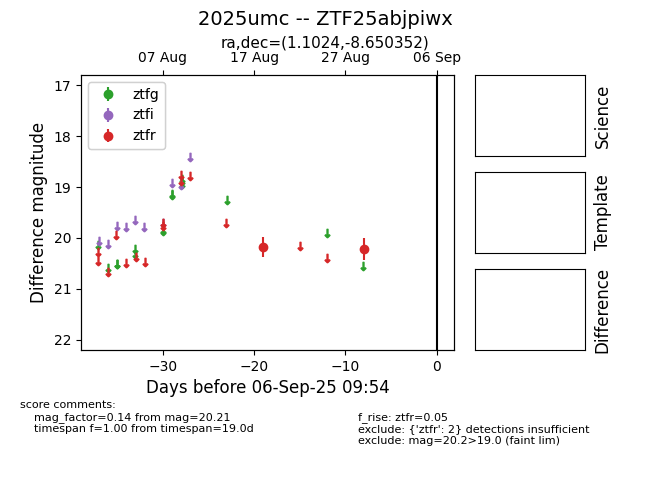 2025umc -- ZTF25abjpiwx
ra,dec=(1.1024,-8.650352)
07 Aug 17 Aug 27 Aug 06 Sep
ztfg
ztfi
ztfr
17
18
19
20
21
22
Difference magnitude
−30 −20 −10 0
Days before 06-Sep-25 09:54
Science
Template
Difference
score comments:
mag_factor=0.14 from mag=20.21
timespan f=1.00 from timespan=19.0d
f_rise: ztfr=0.05
exclude: {'ztfr': 2} detections insufficient
exclude: mag=20.2>19.0 (faint lim)